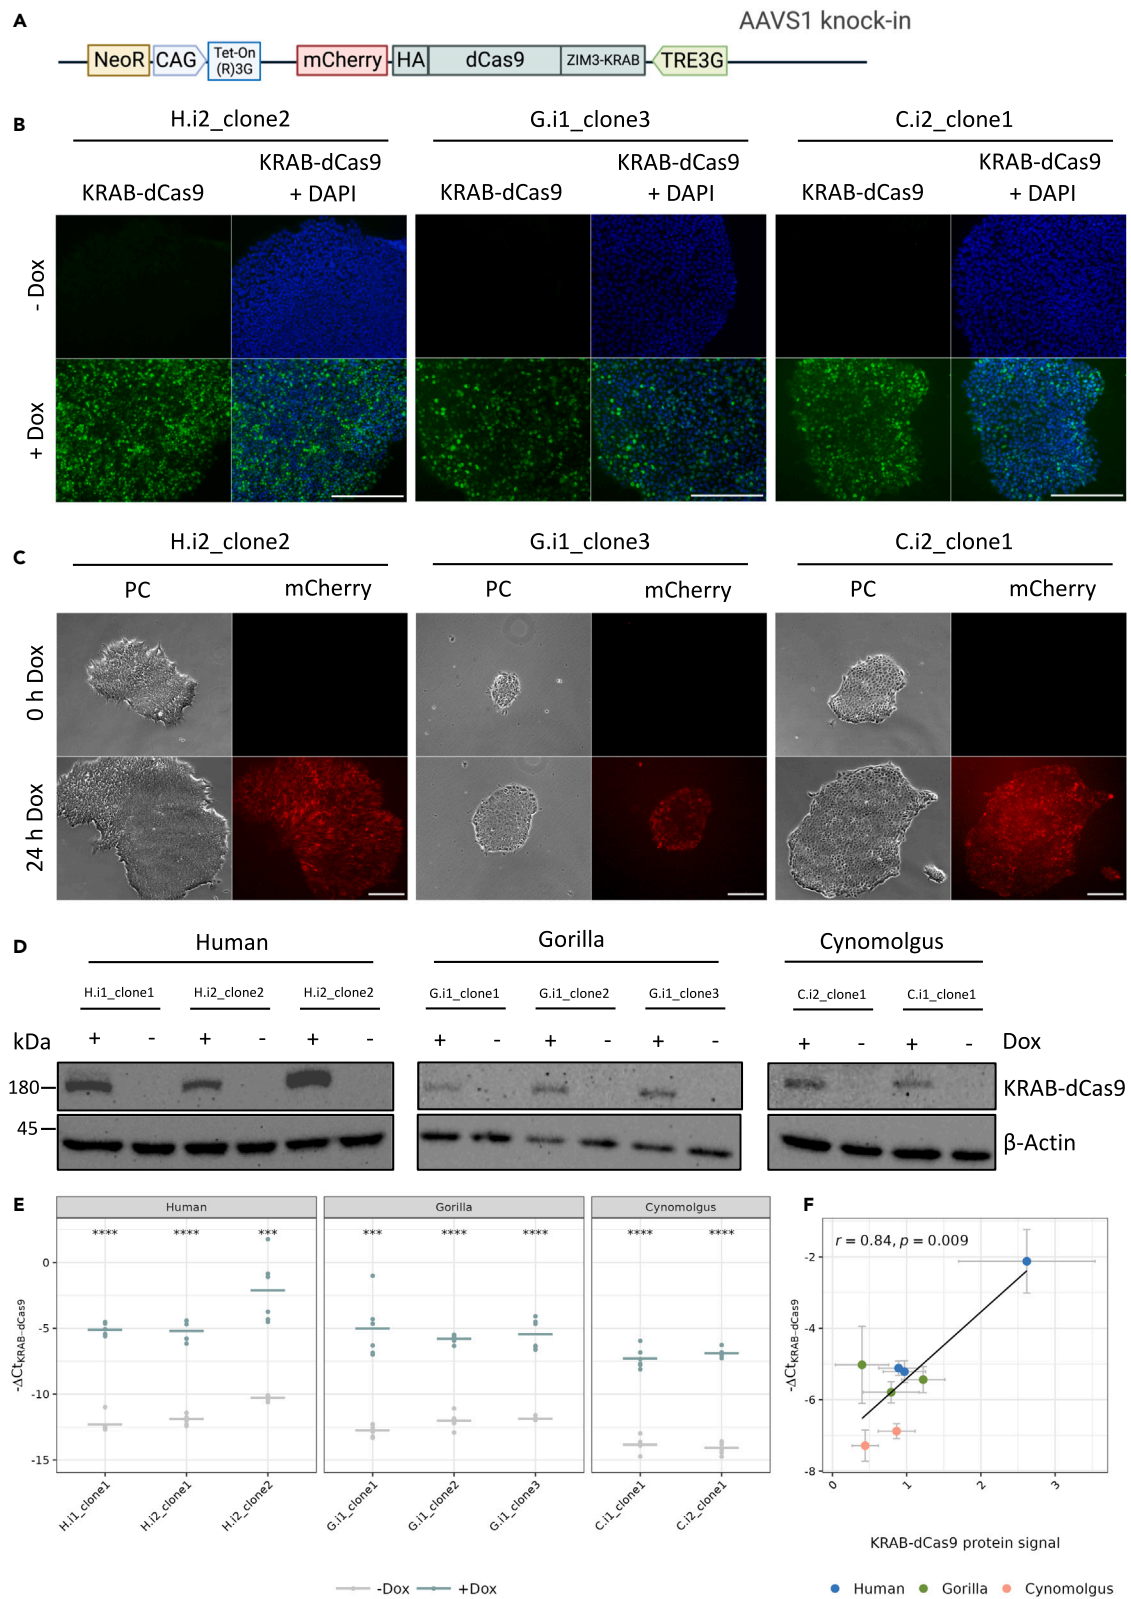 A
AAVS1 knock-in
NeoR CAG Tet-On (R)3G mCherry HA dCas9 ZIM3-KRAB TRE3G
B
H.i2_clone2 G.i1_clone3 C.i2_clone1
KRAB-dCas9 KRAB-dCas9 + DAPI KRAB-dCas9 KRAB-dCas9 + DAPI KRAB-dCas9 KRAB-dCas9 + DAPI
- Dox
+ Dox
C
H.i2_clone2 G.i1_clone3 C.i2_clone1
PC mCherry PC mCherry PC mCherry
0 h Dox
24 h Dox
D
Human Gorilla Cynomolgus
H.i1_clone1 H.i2_clone2 H.i2_clone2 G.i1_clone1 G.i1_clone2 G.i1_clone3 C.i2_clone1 C.i1_clone1
kDa + - + - + - + - + - + - + - + - Dox
180 KRAB-dCas9
45 β-Actin
E
Human Gorilla Cynomolgus
**** **** *** *** **** **** **** ****
0
-5
-10
-15
-ΔCtKRAB-dCas9
H.i1_clone1 H.i2_clone1 H.i2_clone2 G.i1_clone1 G.i1_clone2 G.i1_clone3 C.i1_clone1 C.i2_clone1
-Dox +Dox
F
r = 0.84, p = 0.009
-2
-4
-6
-8
-ΔCtKRAB-dCas9
0 1 2 3
KRAB-dCas9 protein signal
Human Gorilla Cynomolgus